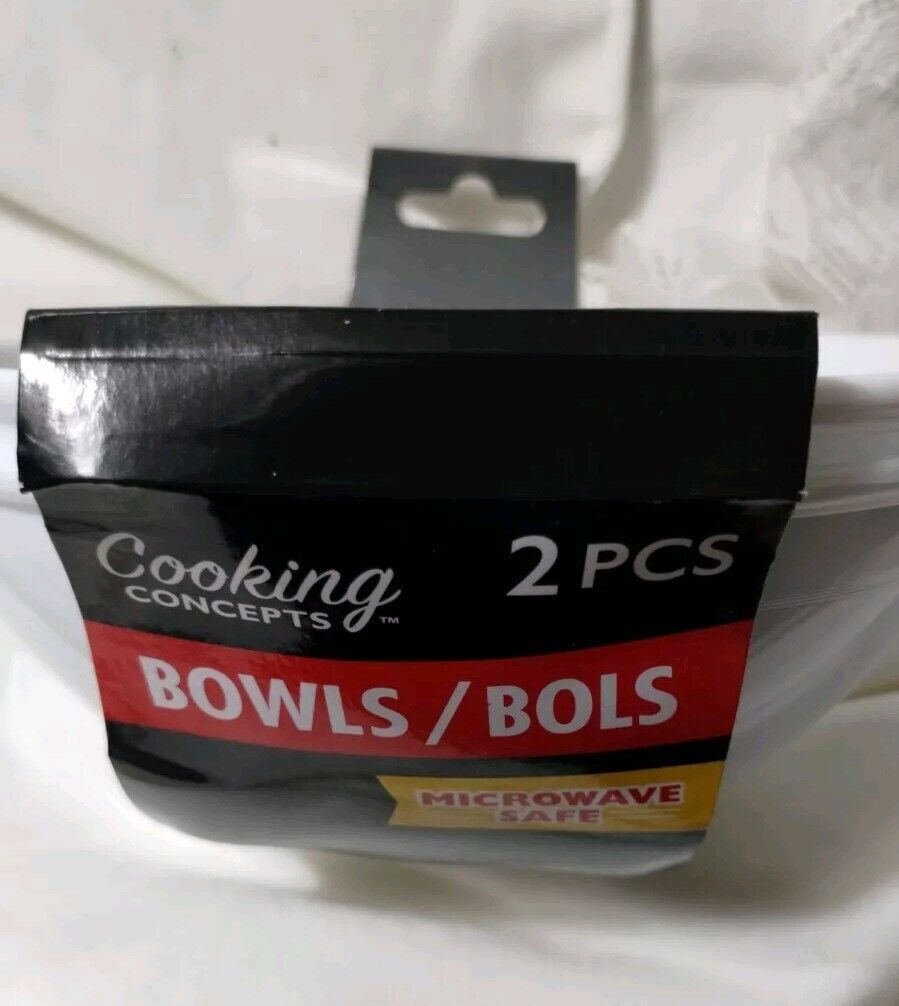 Cooking
CONCEPTS™
2 PCS
BOWLS / BOLS
MICROWAVE
SAFE